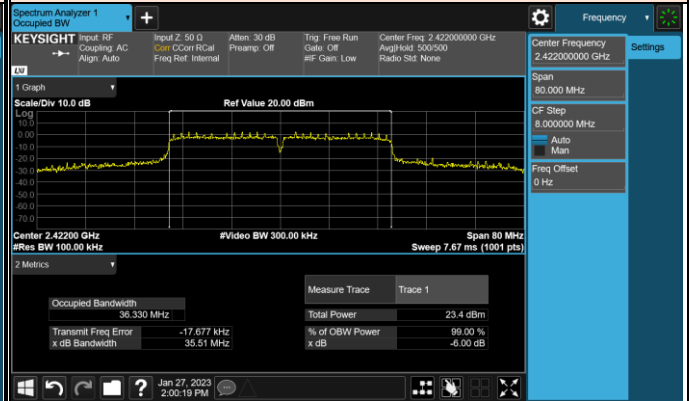 Spectrum Analyzer 1
Occupied BW
Frequency
KEYSIGHT
Input: RF
Coupling: AC
Align: Auto
Input Z: 50 Ω
Corr CCorr RCal
Freq Ref: Internal
Atten: 30 dB
Preamp: Off
Trig: Free Run
Gate: Off
#IF Gain: Low
Center Freq: 2.422000000 GHz
Avg|Hold: 500/500
Radio Std: None
LXI
Center Frequency
2.422000000 GHz
Settings
Span
80.000 MHz
CF Step
8.000000 MHz
Auto
Man
Freq Offset
0 Hz
1 Graph
Scale/Div 10.0 dB
Ref Value 20.00 dBm
Log
10.0
0.00
-10.0
-20.0
-30.0
-40.0
-50.0
-60.0
-70.0
Center 2.42200 GHz
#Video BW 300.00 kHz
Span 80 MHz
#Res BW 100.00 kHz
Sweep 7.67 ms (1001 pts)
2 Metrics
Measure Trace
Trace 1
Occupied Bandwidth
36.330 MHz
Total Power
23.4 dBm
Transmit Freq Error
-17.677 kHz
% of OBW Power
99.00 %
x dB Bandwidth
35.51 MHz
x dB
-6.00 dB
?
Jan 27, 2023
2:00:19 PM